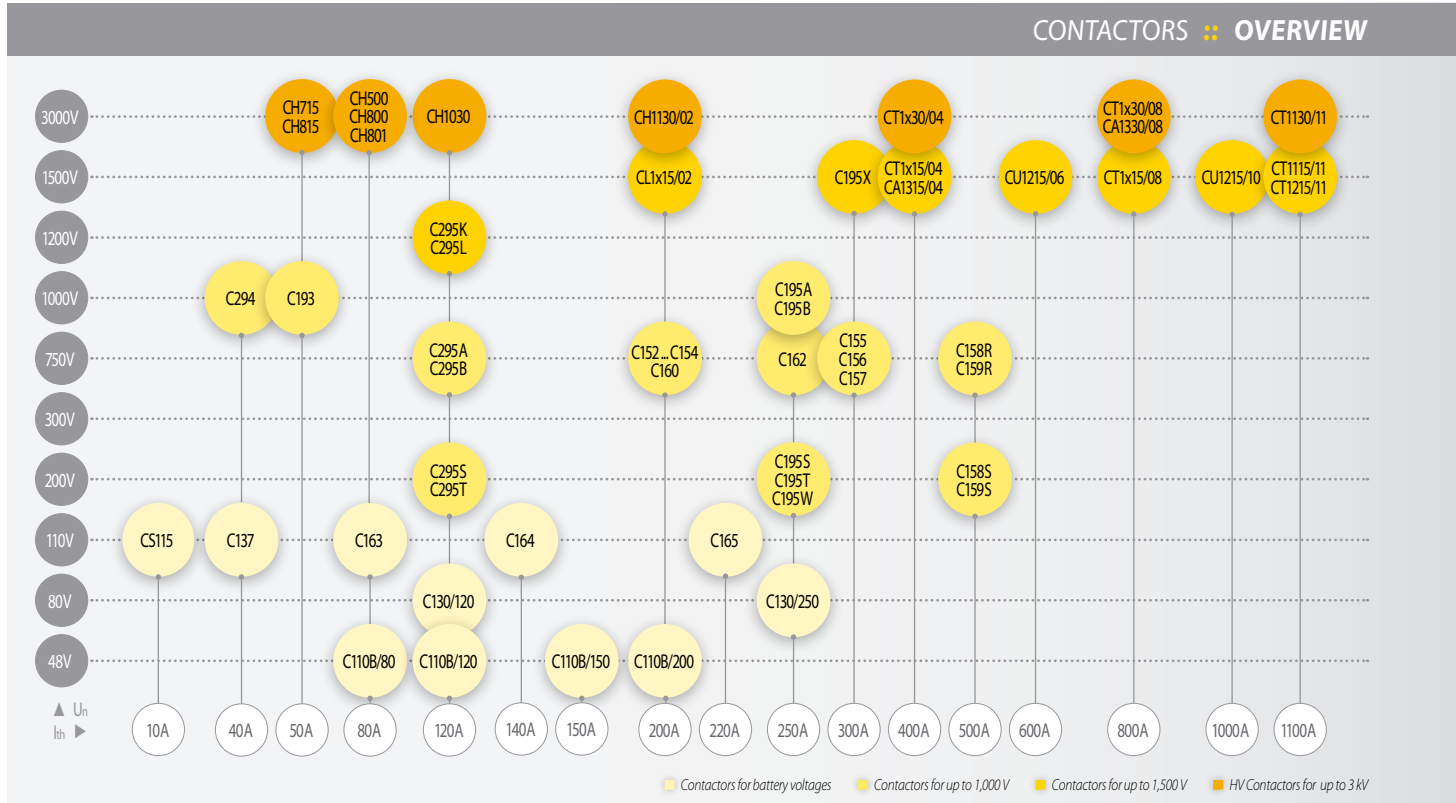 CONTACTORS :: OVERVIEW
3000V
CH715
CH815
CH500
CH800
CH801
CH1030
CH1130/02
CT1x30/04
CT1x30/08
CA1330/08
CT1130/11
1500V
CL1x15/02
C195X
CT1x15/04
CA1315/04
CU1215/06
CT1x15/08
CU1215/10
CT1115/11
CT1215/11
1200V
C295K
C295L
1000V
C294
C193
C195A
C195B
750V
C295A
C295B
C152...C154
C160
C162
C155
C156
C157
C158R
C159R
300V
200V
C295S
C295T
C195S
C195T
C195W
C158S
C159S
110V
CS115
C137
C163
C164
C165
80V
C130/120
C130/250
48V
C110B/80
C110B/120
C110B/150
C110B/200
▲ Un
Ith ▶
10A
40A
50A
80A
120A
140A
150A
200A
220A
250A
300A
400A
500A
600A
800A
1000A
1100A
Contactors for battery voltages
Contactors for up to 1,000 V
Contactors for up to 1,500 V
HV Contactors for up to 3 kV